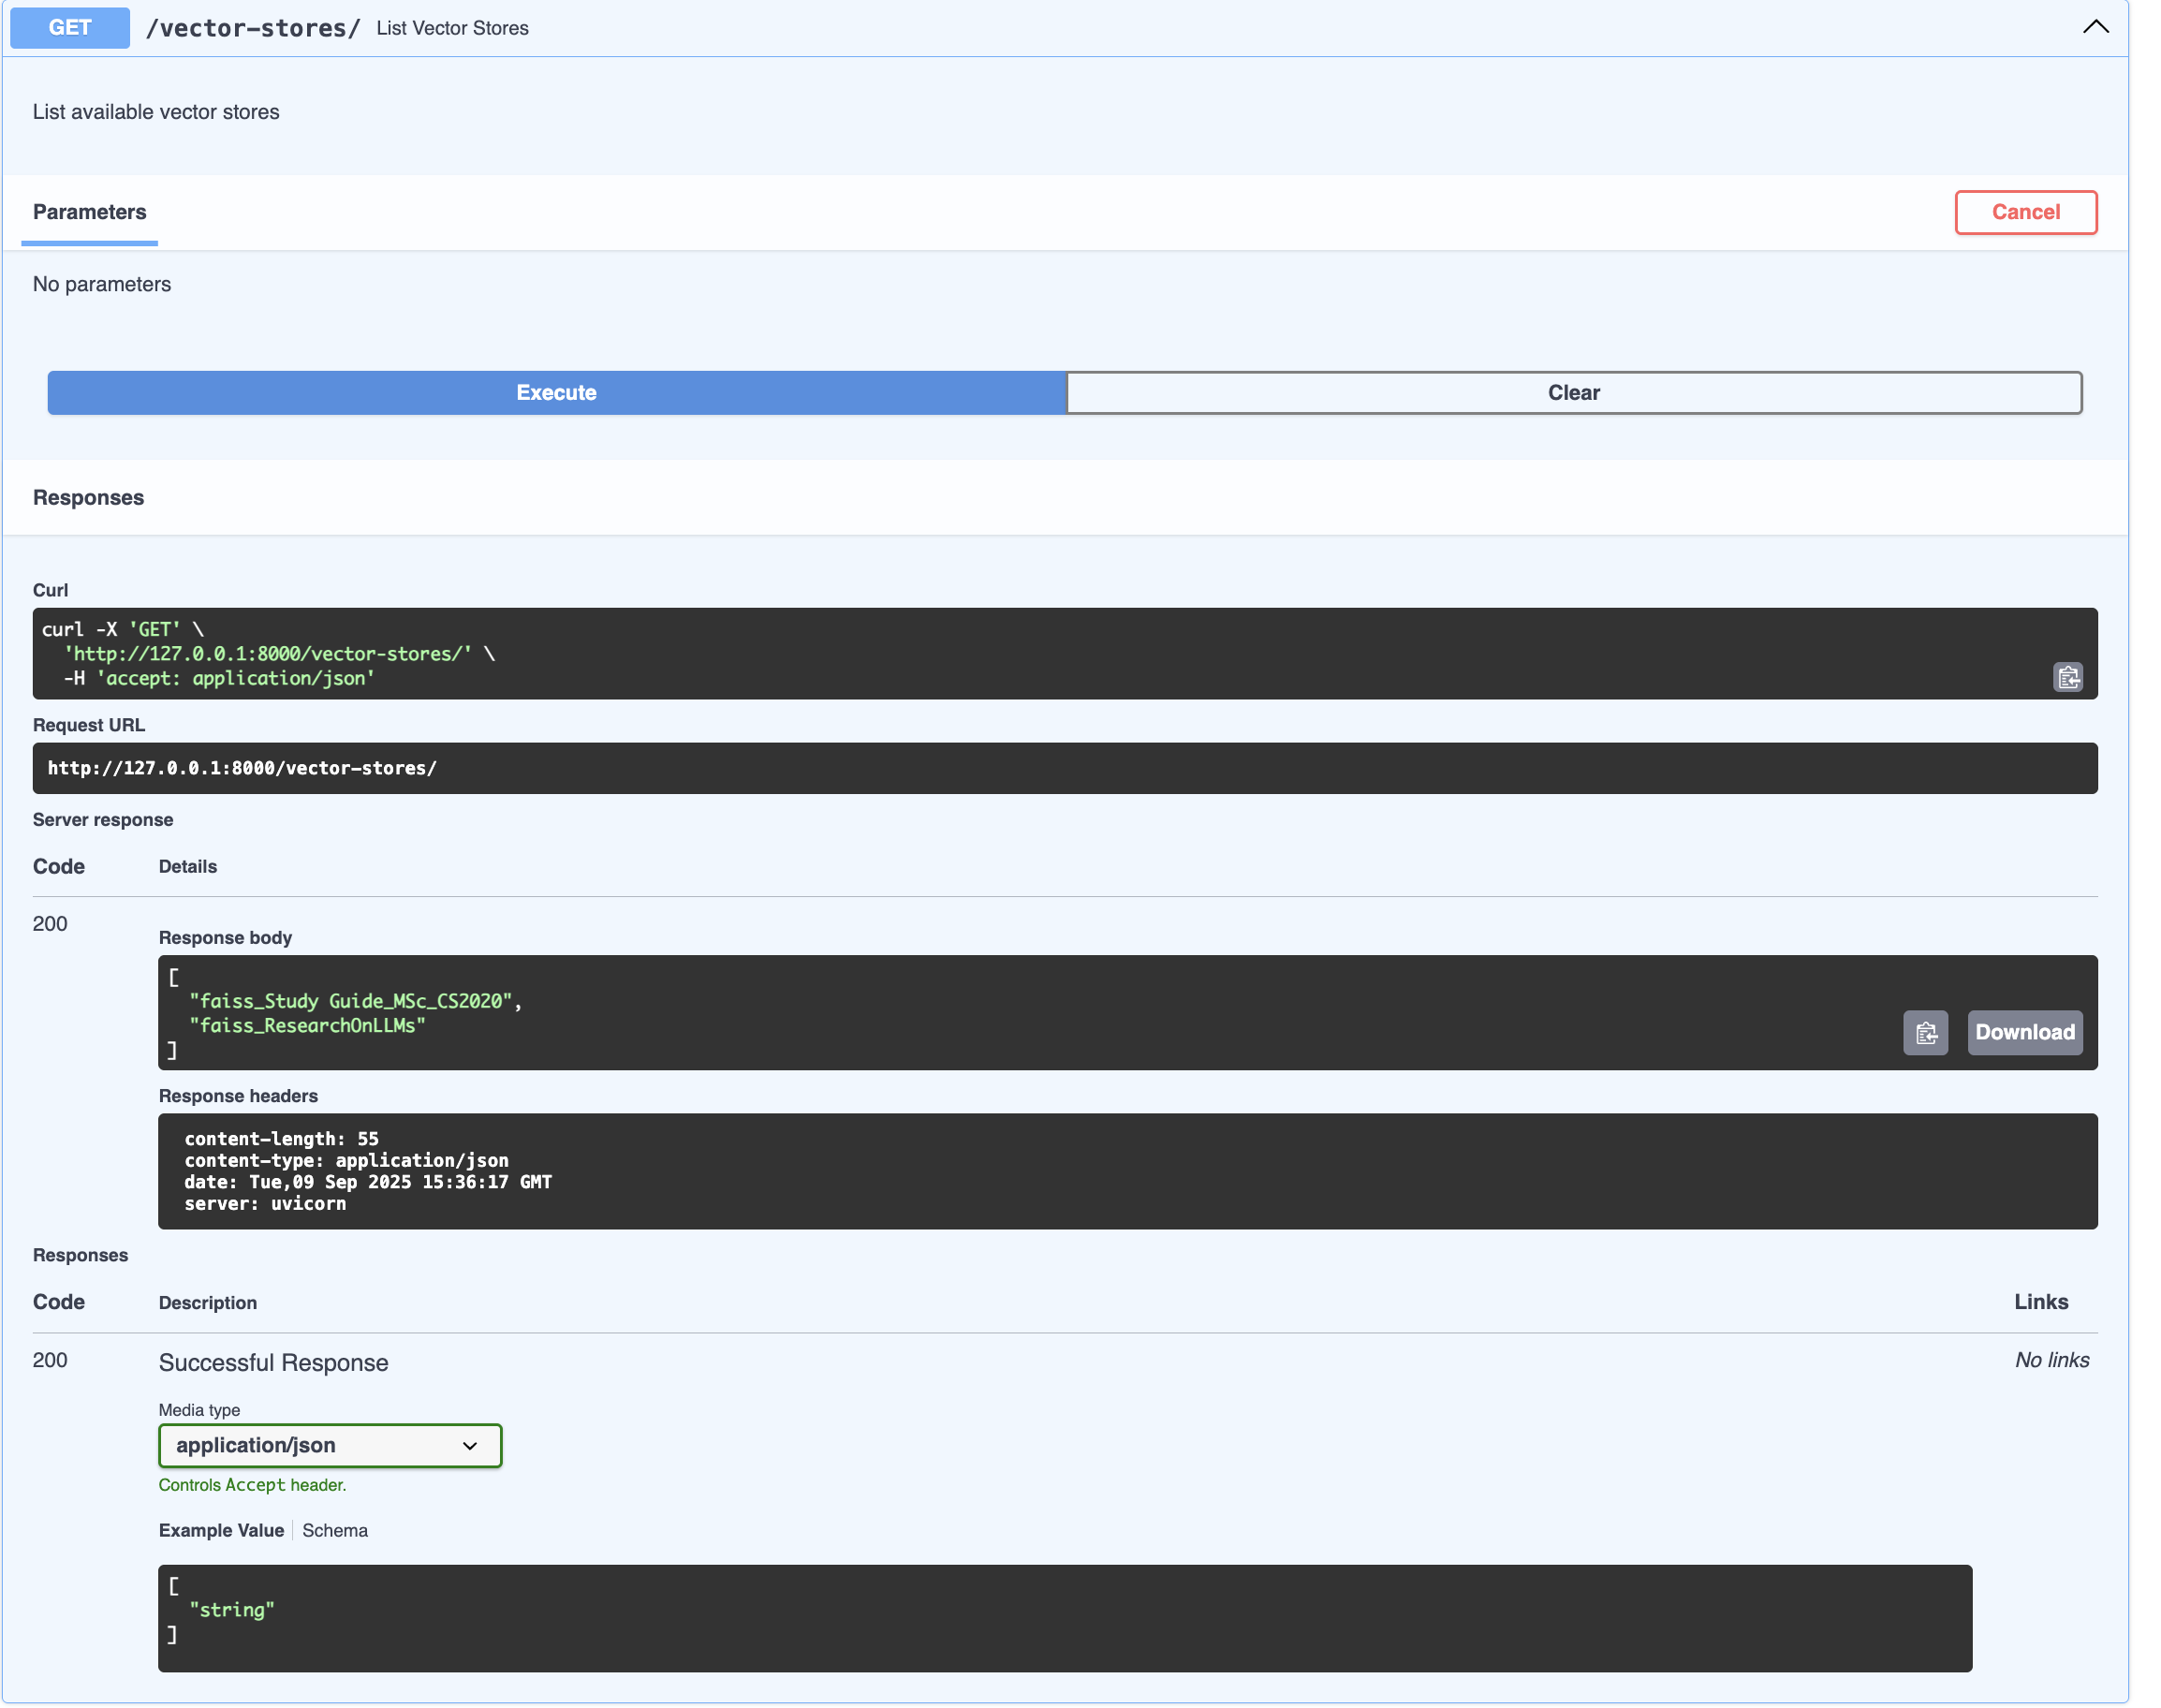 GET /vector-stores/ List Vector Stores
List available vector stores
Parameters
Cancel
No parameters
Execute
Clear
Responses
Curl
curl -X 'GET' \
  'http://127.0.0.1:8000/vector-stores/' \
  -H 'accept: application/json'
Request URL
http://127.0.0.1:8000/vector-stores/
Server response
Code Details
200
Response body
[
  "faiss_Study Guide_MSc_CS2020",
  "faiss_ResearchOnLLMs"
]
Download
Response headers
content-length: 55
content-type: application/json
date: Tue,09 Sep 2025 15:36:17 GMT
server: uvicorn
Responses
Code Description Links
200 Successful Response No links
Media type
application/json
Controls Accept header.
Example Value Schema
[
  "string"
]